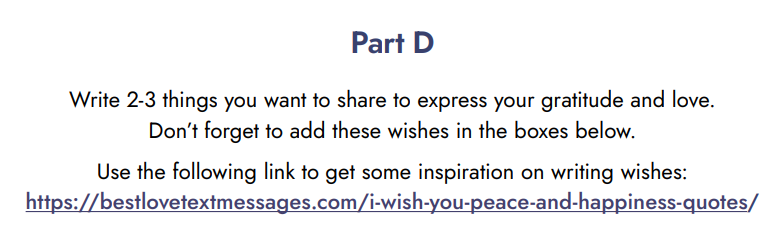 Part D
Write 2-3 things you want to share to express your gratitude and love.
Don’t forget to add these wishes in the boxes below.
Use the following link to get some inspiration on writing wishes:
https://bestlovetextmessages.com/i-wish-you-peace-and-happiness-quotes/